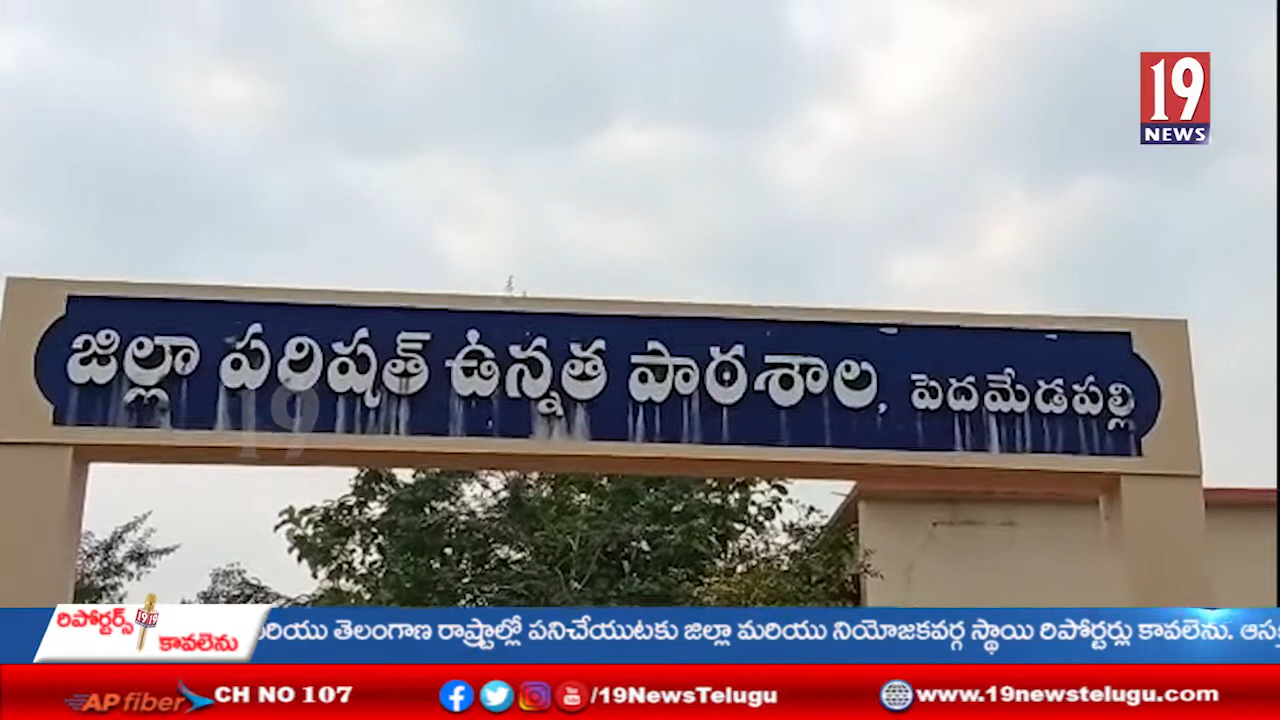 19
NEWS
జిల్లా పరిషత్ ఉన్నత పాఠశాల, పెదమేడపల్లి
రిపోర్టర్స్
కావలెను
తెలంగాణ రాష్ట్రాల్లో పనిచేయుటకు జిల్లా మరియు నియోజకవర్గ స్థాయి రిపోర్టర్లు కావలెను.
AP fiber CH NO 107 /19NewsTelugu www.19newstelugu.com